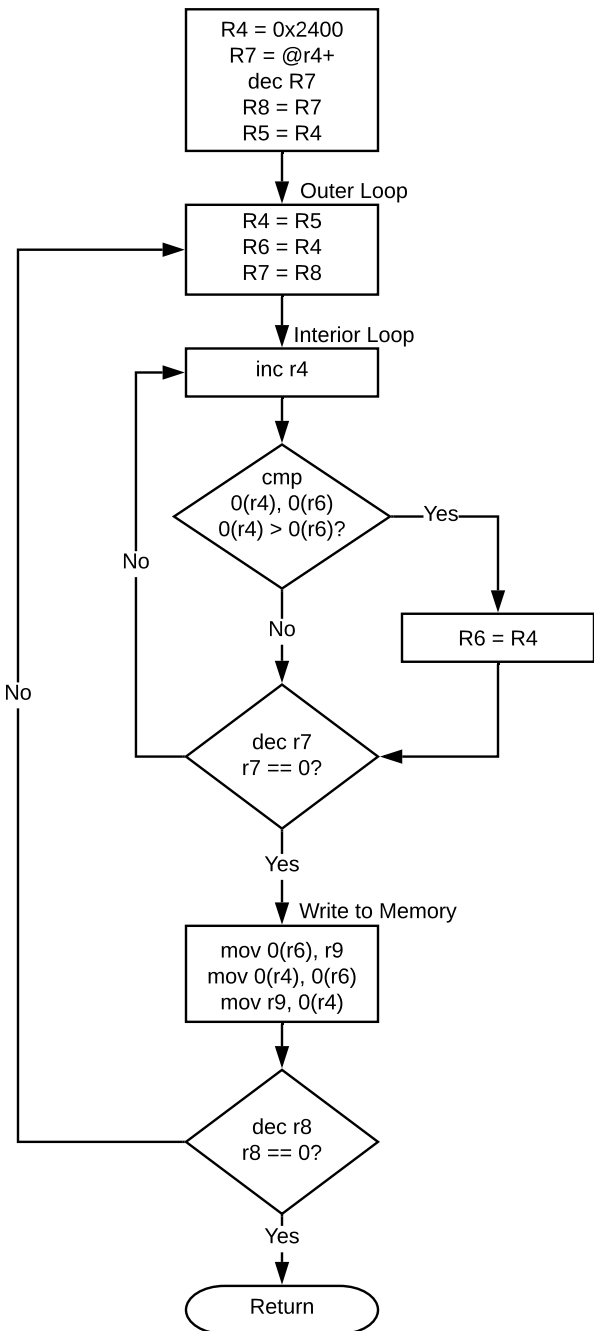 R4 = 0x2400
R7 = @r4+
dec R7
R8 = R7
R5 = R4
Outer Loop
R4 = R5
R6 = R4
R7 = R8
Interior Loop
inc r4
cmp
0(r4), 0(r6)
0(r4) > 0(r6)?
Yes
No
No
R6 = R4
No
dec r7
r7 == 0?
Yes
Write to Memory
mov 0(r6), r9
mov 0(r4), 0(r6)
mov r9, 0(r4)
dec r8
r8 == 0?
Yes
Return